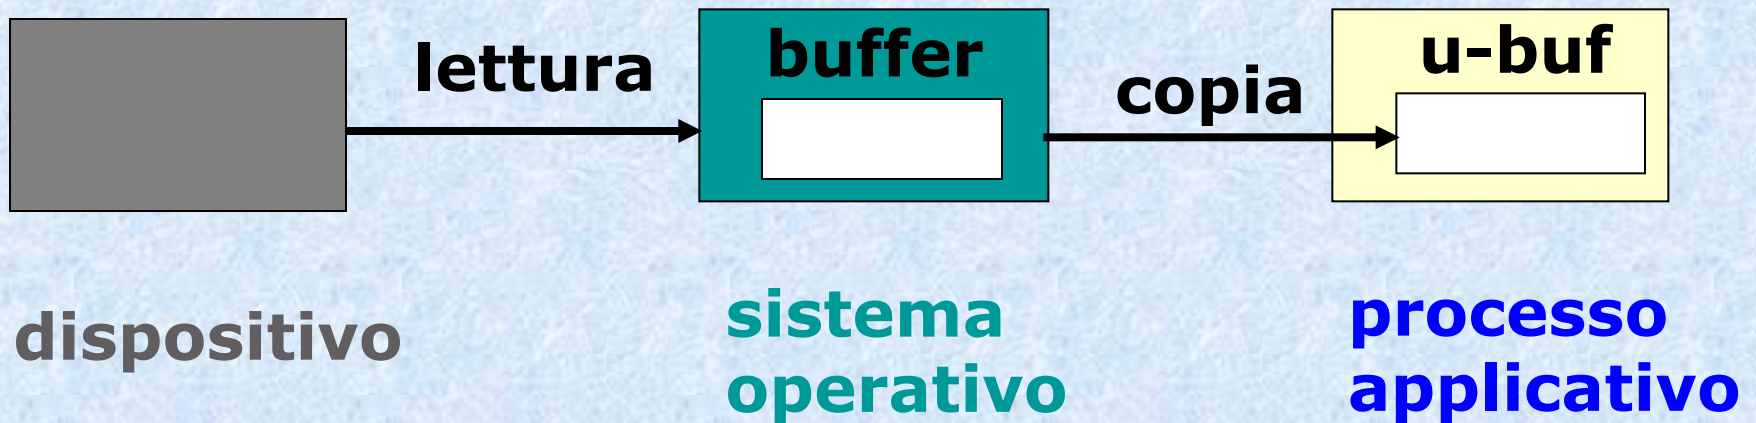 lettura
buffer
copia
u-buf
dispositivo
sistema
operativo
processo
applicativo